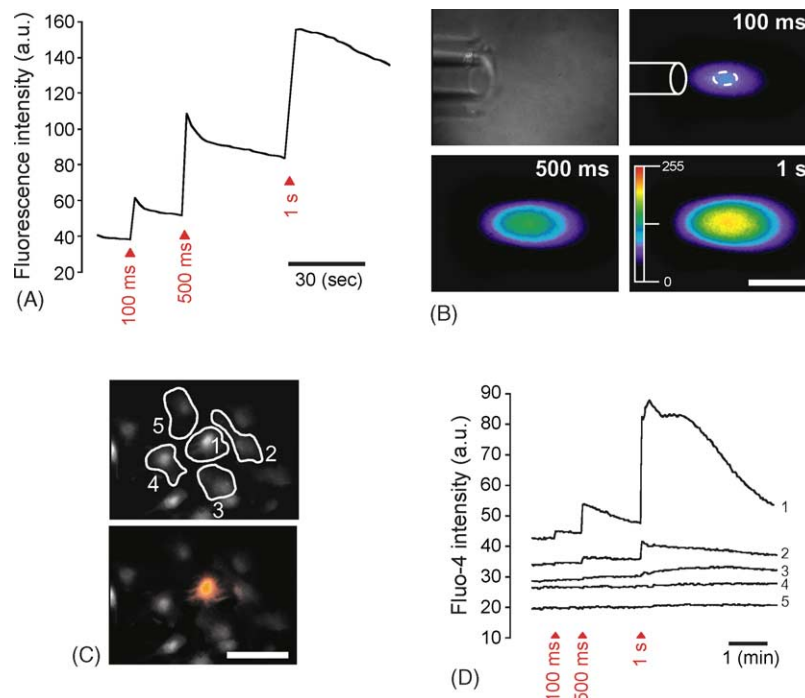 Fluorescence intensity (a.u.)
160
140
120
100
80
60
40
20
100 ms
500 ms
1 s
30 (sec)
(A)
100 ms
500 ms
1 s
255
0
(B)
5
1
2
4
3
(C)
Fluo-4 intensity (a.u.)
90
80
70
60
50
40
30
20
10
1
2
3
4
5
100 ms
500 ms
1 s
1 (min)
(D)